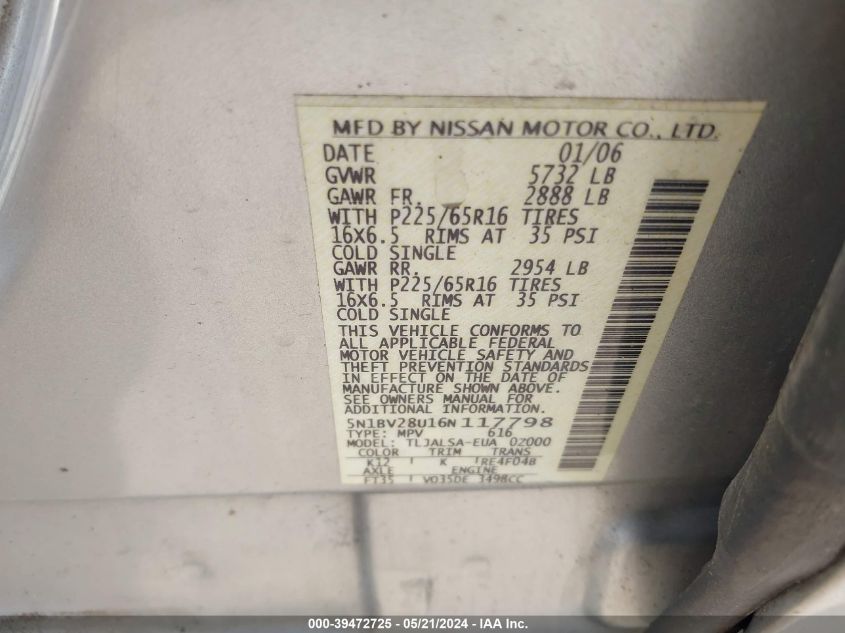 MFD BY NISSAN MOTOR CO., LTD.
DATE 01/06
GVWR 5732 LB
GAWR FR. 2888 LB
WITH P225/65R16 TIRES
16X6.5 RIMS AT 35 PSI
COLD SINGLE
GAWR RR. 2954 LB
WITH P225/65R16 TIRES
16X6.5 RIMS AT 35 PSI
COLD SINGLE
THIS VEHICLE CONFORMS TO
ALL APPLICABLE FEDERAL
MOTOR VEHICLE SAFETY AND
THEFT PREVENTION STANDARDS
IN EFFECT ON THE DATE OF
MANUFACTURE SHOWN ABOVE.
SEE OWNERS MANUAL FOR
ADDITIONAL INFORMATION.
5N1BV28U16N117798
TYPE: MPV 616
MODEL: TLJALSA-EUA 02000
COLOR TRIM TRANS
K12 K RE4F04B
AXLE ENGINE
FT35 VQ35DE 3498CC
000-39472725 - 05/21/2024 - IAA Inc.